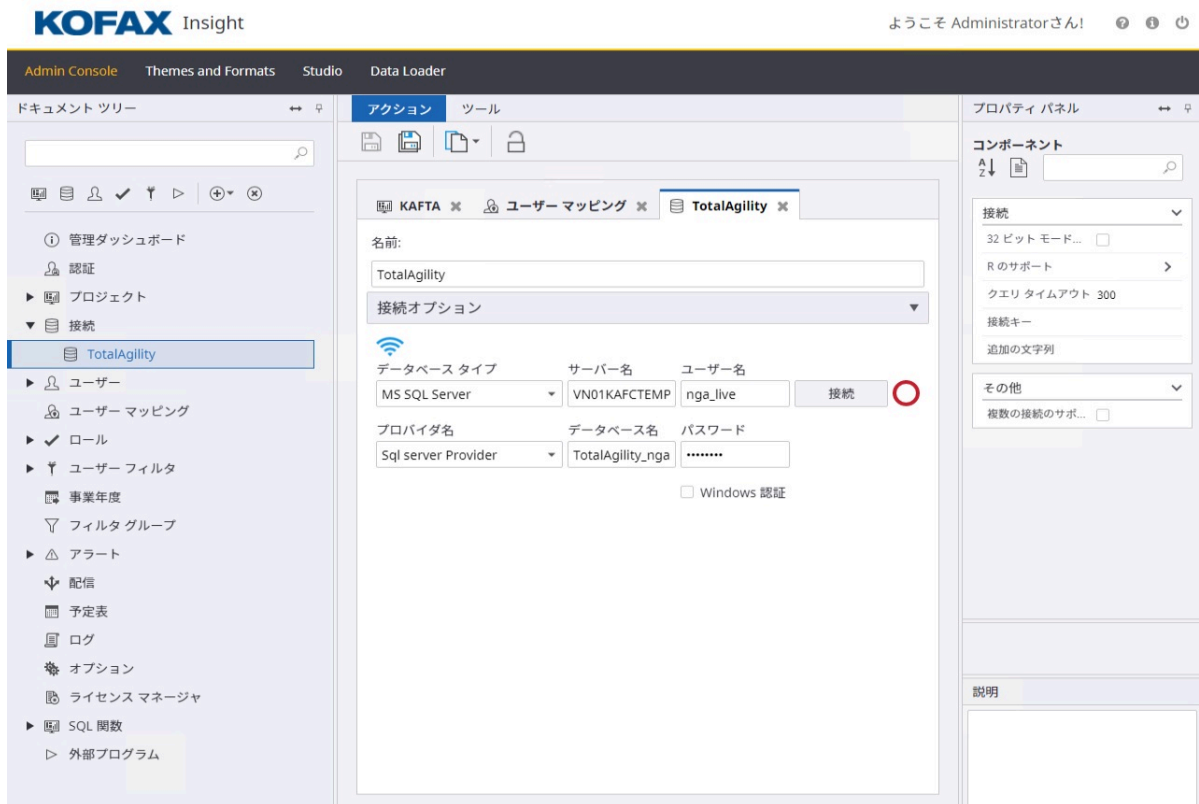 KOFAX Insight
ようこそ Administratorさん!
Admin Console Themes and Formats Studio Data Loader
ドキュメント ツリー
管理ダッシュボード
認証
プロジェクト
接続
TotalAgility
ユーザー
ユーザー マッピング
ロール
ユーザー フィルタ
事業年度
フィルタ グループ
アラート
配信
予定表
ログ
オプション
ライセンス マネージャ
SQL 関数
外部プログラム
アクション ツール
KAFTA ユーザー マッピング TotalAgility
名前:
TotalAgility
接続オプション
データベース タイプ サーバー名 ユーザー名
MS SQL Server VN01KAFCTEMP nga_live 接続
プロバイダ名 データベース名 パスワード
Sql server Provider TotalAgility_nga ••••••••
Windows 認証
プロパティ パネル
コンポーネント
接続
32 ビット モード...
R のサポート
クエリ タイムアウト 300
接続キー
追加の文字列
その他
複数の接続のサポ...
説明